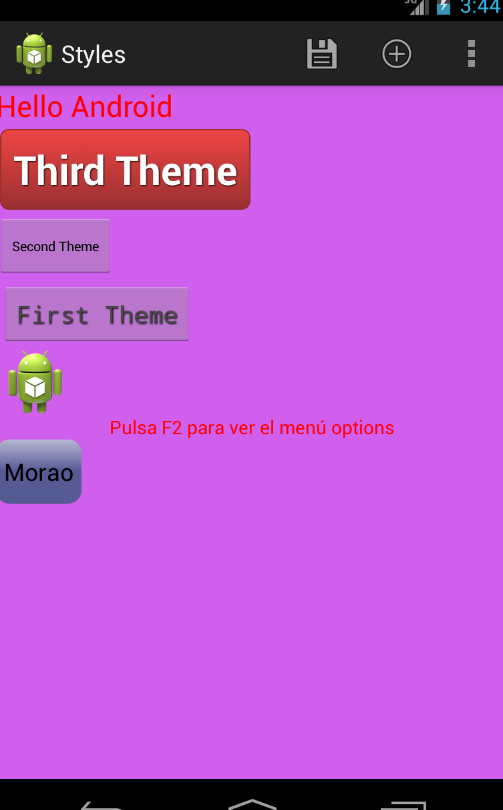 3:44
Styles
Hello Android
Third Theme
Second Theme
First Theme
Pulsa F2 para ver el menú options
Morao